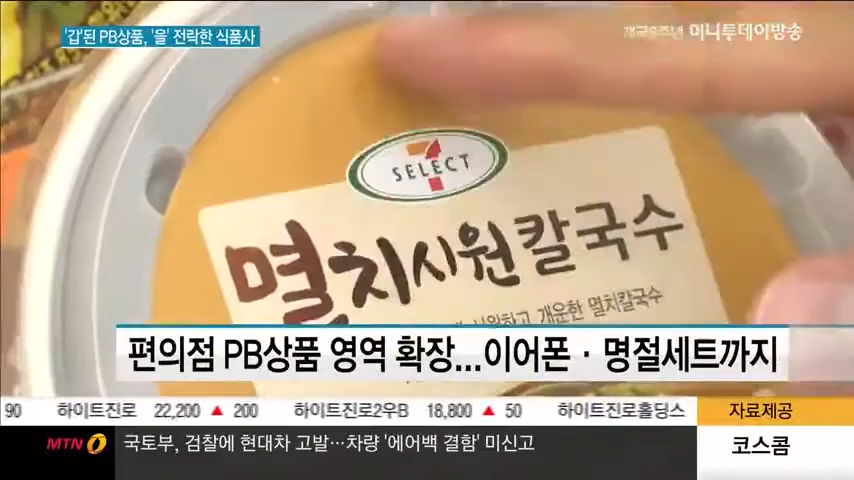 '갑'된 PB상품, '을' 전락한 식품사
머니투데이방송
7
SELECT
멸치시원칼국수
시원하고 개운한 멸치칼국수
편의점 PB상품 영역 확장...이어폰·명절세트까지
90 하이트진로 22,200 ▲ 200 하이트진로2우B 18,800 ▲ 50 하이트진로홀딩스
자료제공
MTN 국토부, 검찰에 현대차 고발…차량 '에어백 결함' 미신고
코스콤